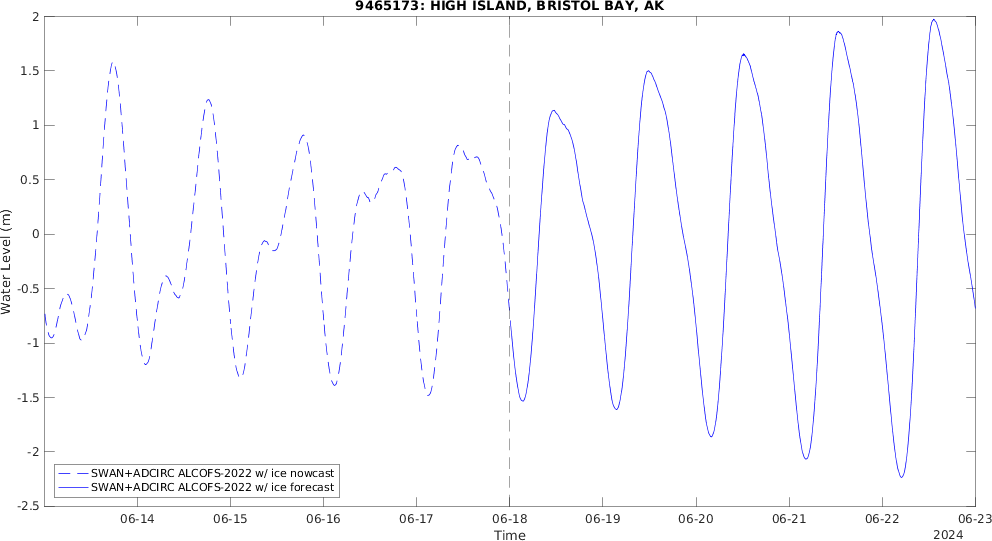 9465173: HIGH ISLAND, BRISTOL BAY, AK
2
1.5
1
0.5
0
-0.5
-1
-1.5
-2
-2.5
Water Level (m)
SWAN+ADCIRC ALCOFS-2022 w/ ice nowcast
SWAN+ADCIRC ALCOFS-2022 w/ ice forecast
06-14 06-15 06-16 06-17 06-18 06-19 06-20 06-21 06-22 06-23
Time
2024